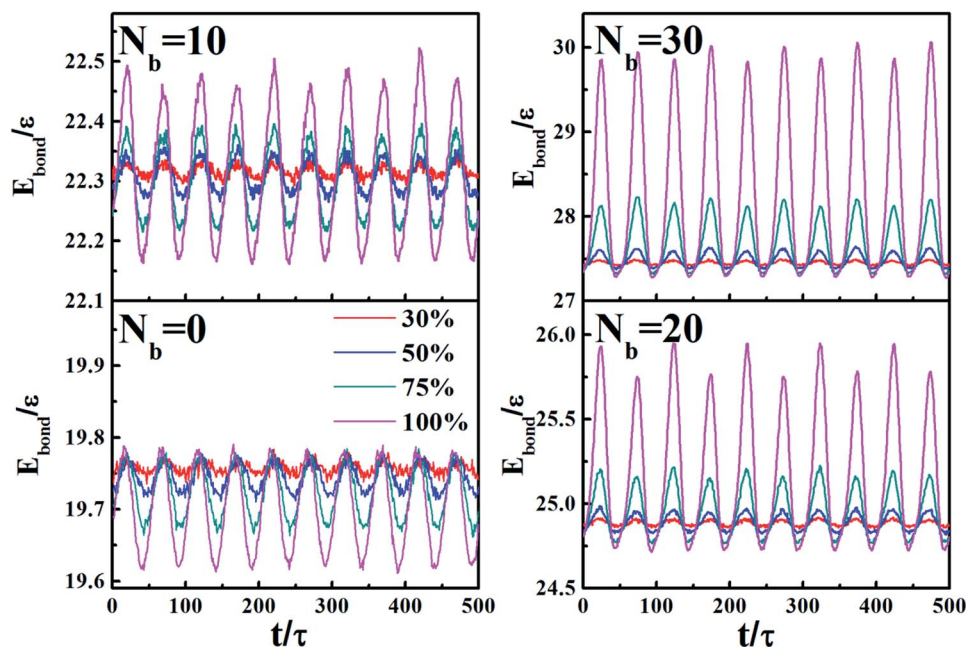 N_b=10
E_bond/ε
22.5
22.4
22.3
22.2
22.1
N_b=30
E_bond/ε
30
29
28
27
N_b=0
E_bond/ε
19.9
19.8
19.7
19.6
30%
50%
75%
100%
0 100 200 300 400 500
t/τ
N_b=20
E_bond/ε
26.0
25.5
25.0
24.5
0 100 200 300 400 500
t/τ